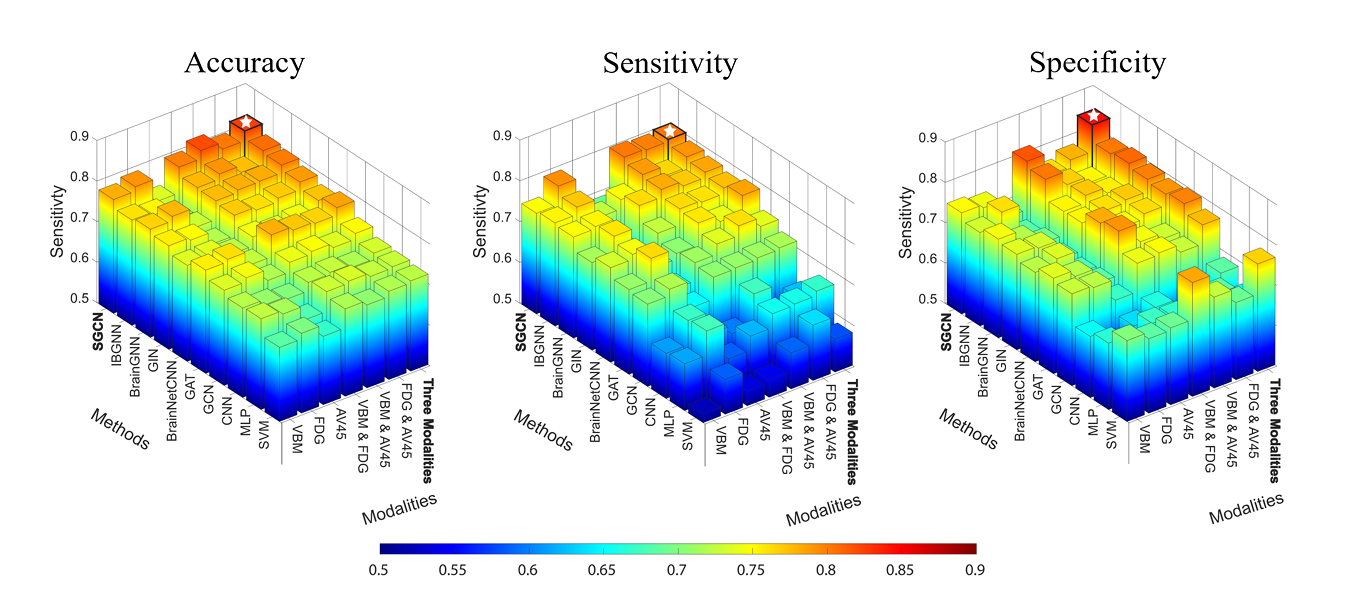 Accuracy
Sensitivity
Specificity
0.9
0.8
0.7
0.6
0.5
Sensitivty
SGCN
IBGNN
BrainGNN
GIN
BrainNetCNN
GAT
GCN
CNN
MLP
SVM
Methods
VBM
FDG
AV45
VBM & FDG
VBM & AV45
FDG & AV45
Three Modalities
Modalities
0.9
0.8
0.7
0.6
0.5
Sensitivty
SGCN
IBGNN
BrainGNN
GIN
BrainNetCNN
GAT
GCN
CNN
MLP
SVM
Methods
VBM
FDG
AV45
VBM & FDG
VBM & AV45
FDG & AV45
Three Modalities
Modalities
0.9
0.8
0.7
0.6
0.5
Sensitivty
SGCN
IBGNN
BrainGNN
GIN
BrainNetCNN
GAT
GCN
CNN
MLP
SVM
Methods
VBM
FDG
AV45
VBM & FDG
VBM & AV45
FDG & AV45
Three Modalities
Modalities
0.5 0.55 0.6 0.65 0.7 0.75 0.8 0.85 0.9